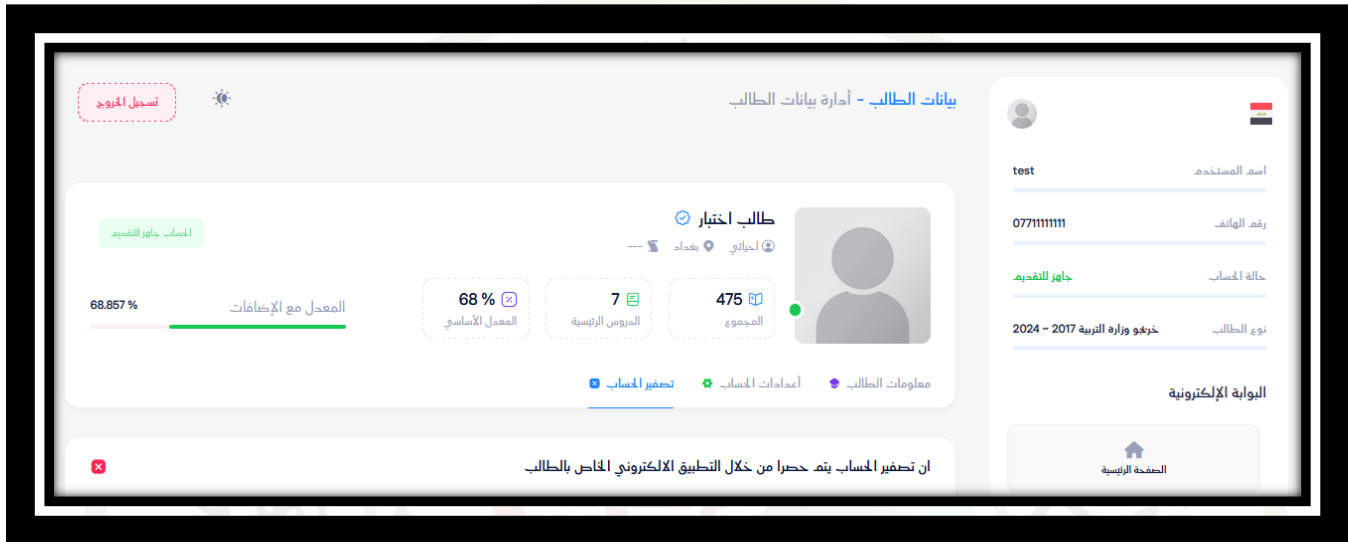 بيانات الطالب - أدارة بيانات الطالب
تسجيل الخروج
اسم المستخدم
test
رقم الهاتف
07711111111
حالة الحساب
جاهز للتقديم
نوع الطالب
خريجو وزارة التربية 2017 ~ 2024
البوابة الإلكترونية
الصفحة الرئيسية
طالب اختبار
احيائي بغداد ---
الحساب جاهز للتقديم
475
المجموع
7
الدروس الرئيسية
68 %
المعدل الأساسي
المعدل مع الإضافات
68.857 %
معلومات الطالب
أعدادات الحساب
تصفير الحساب
ان تصفير الحساب يتم حصرا من خلال التطبيق الالكتروني الخاص بالطالب